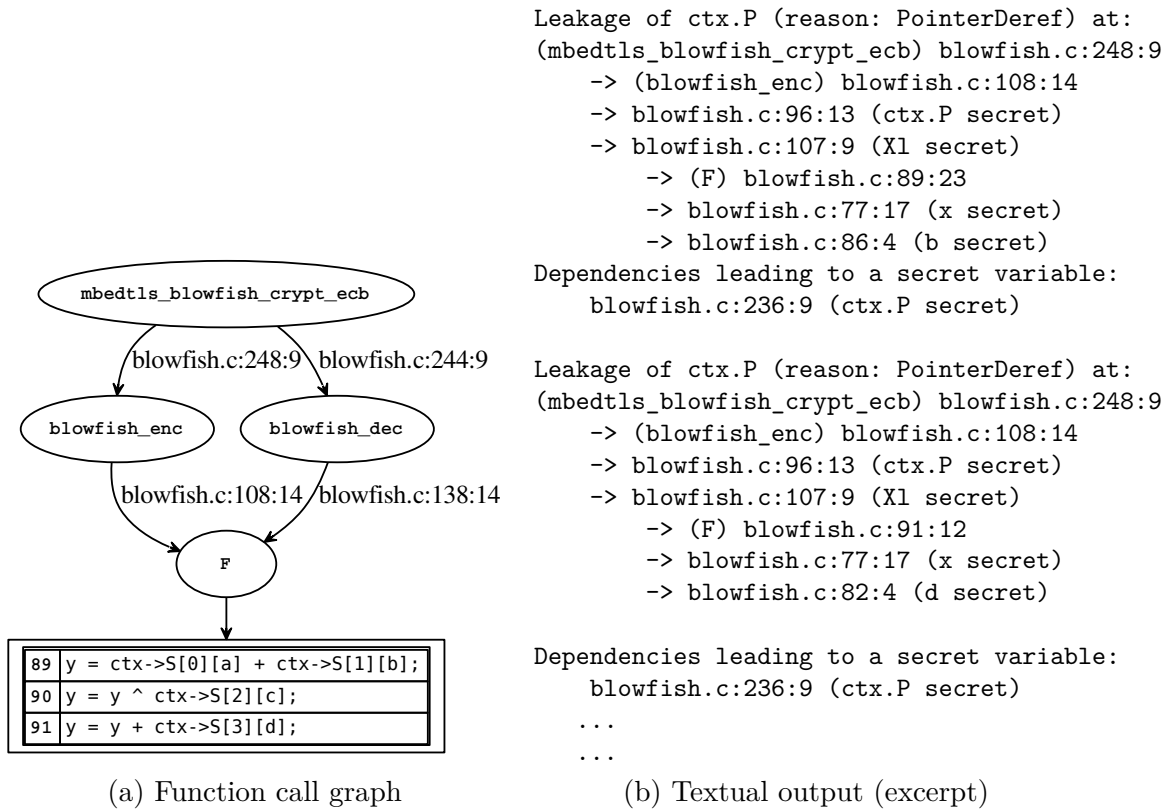 mbedtls_blowfish_crypt_ecb
blowfish.c:248:9
blowfish.c:244:9
blowfish_enc
blowfish_dec
blowfish.c:108:14
blowfish.c:138:14
F
89 y = ctx->S[0][a] + ctx->S[1][b];
90 y = y ^ ctx->S[2][c];
91 y = y + ctx->S[3][d];
(a) Function call graph
Leakage of ctx.P (reason: PointerDeref) at:
(mbedtls_blowfish_crypt_ecb) blowfish.c:248:9
-> (blowfish_enc) blowfish.c:108:14
-> blowfish.c:96:13 (ctx.P secret)
-> blowfish.c:107:9 (Xl secret)
-> (F) blowfish.c:89:23
-> blowfish.c:77:17 (x secret)
-> blowfish.c:86:4 (b secret)
Dependencies leading to a secret variable:
blowfish.c:236:9 (ctx.P secret)
Leakage of ctx.P (reason: PointerDeref) at:
(mbedtls_blowfish_crypt_ecb) blowfish.c:248:9
-> (blowfish_enc) blowfish.c:108:14
-> blowfish.c:96:13 (ctx.P secret)
-> blowfish.c:107:9 (Xl secret)
-> (F) blowfish.c:91:12
-> blowfish.c:77:17 (x secret)
-> blowfish.c:82:4 (d secret)
Dependencies leading to a secret variable:
blowfish.c:236:9 (ctx.P secret)
...
...
(b) Textual output (excerpt)